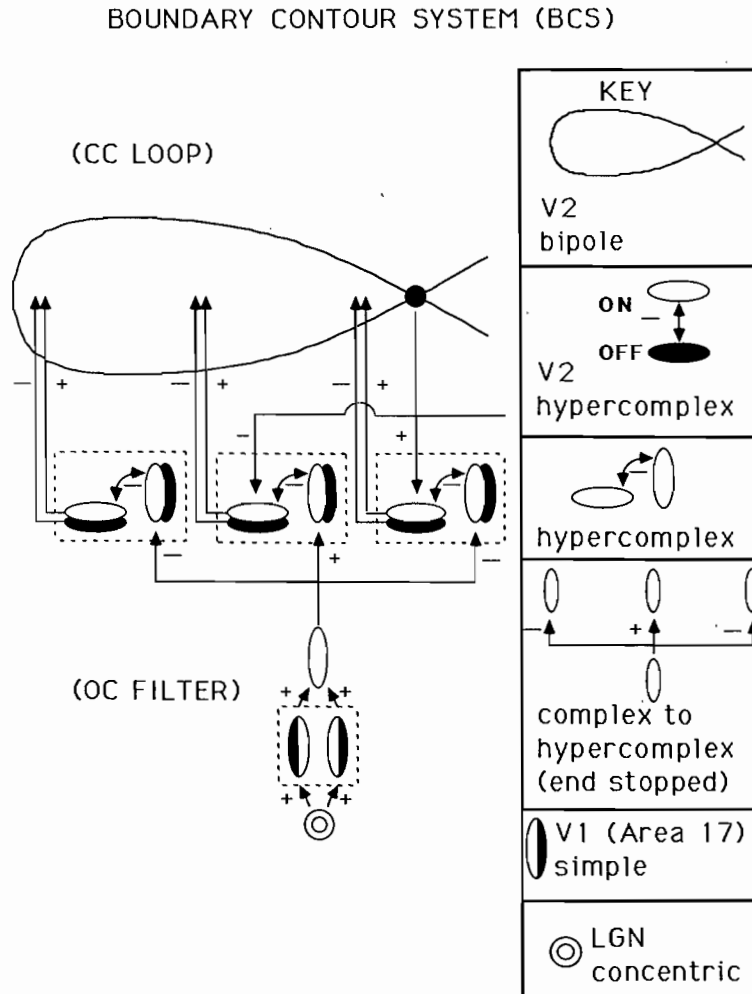 BOUNDARY CONTOUR SYSTEM (BCS)
(CC LOOP)
— + — + — +
— +
— —
— + —
(OC FILTER)
+ +
+ +
KEY
V2
bipole
ON
—
OFF
V2
hypercomplex
—
hypercomplex
— + —
complex to
hypercomplex
(end stopped)
V1 (Area 17)
simple
LGN
concentric